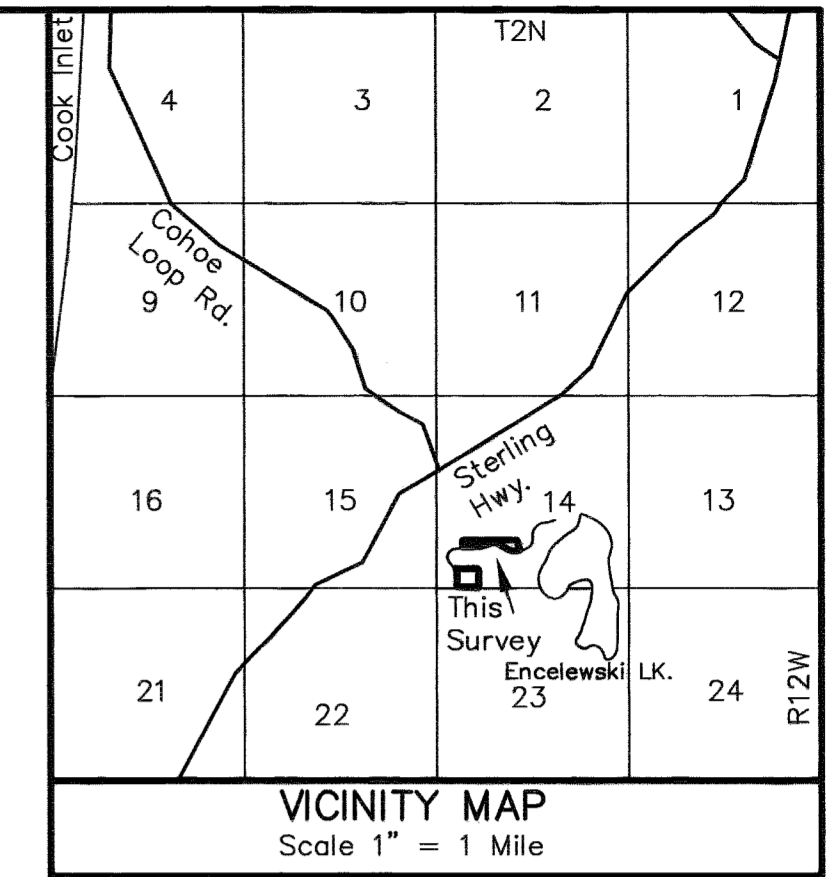 T2N
Cook Inlet
4
3
2
1
Cohoe
Loop Rd.
9
10
11
12
Sterling
Hwy.
16
15
14
13
This
Survey
Encelewski LK.
21
22
23
24
R12W
VICINITY MAP
Scale 1" = 1 Mile